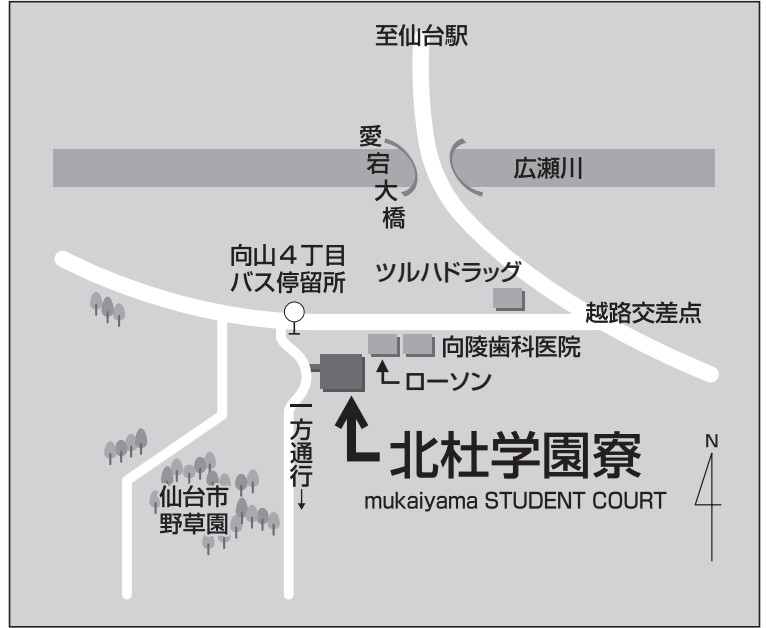 至仙台駅
愛宕大橋
広瀬川
向山4丁目
バス停留所
ツルハドラッグ
越路交差点
向陵歯科医院
ローソン
一方通行
北杜学園寮
mukaiyama STUDENT COURT
N
仙台市
野草園